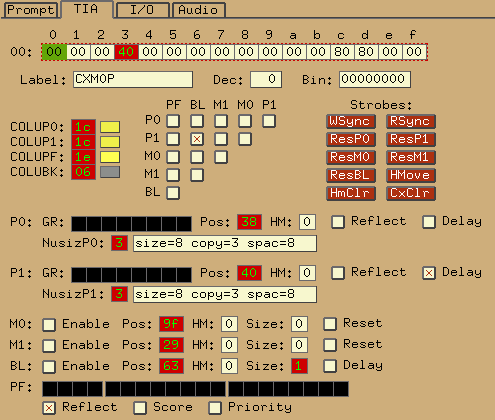 Prompt TIA I/O Audio
0 1 2 3 4 5 6 7 8 9 a b c d e f
00: 00 00 00 40 00 00 00 00 00 00 00 00 80 80 00 00
Label: CXM0P Dec: 0 Bin: 00000000
PF BL M1 M0 P1 Strobes:
P0 WSync RSync
COLUP0: 1c
COLUP1: 1c P1 ResP0 ResP1
COLUPF: 1e M0 ResM0 ResM1
COLUBK: 06 M1 ResBL HMove
BL HmClr CxClr
P0: GR: Pos: 38 HM: 0 Reflect Delay
NusizP0: 3 size=8 copy=3 spac=8
P1: GR: Pos: 40 HM: 0 Reflect Delay
NusizP1: 3 size=8 copy=3 spac=8
M0: Enable Pos: 9f HM: 0 Size: 0 Reset
M1: Enable Pos: 29 HM: 0 Size: 0 Reset
BL: Enable Pos: 63 HM: 0 Size: 1 Delay
PF:
Reflect Score Priority